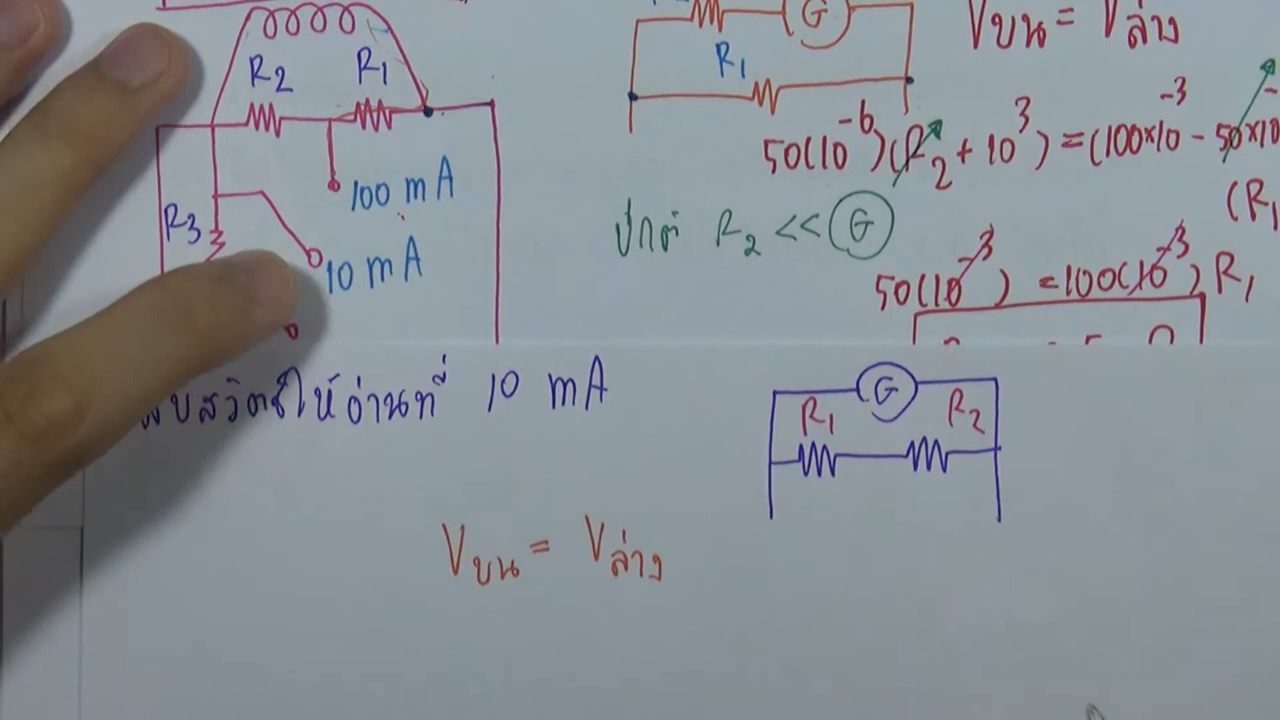 R2 R1
100 mA
R3
10 mA
G
R1
Vบน = Vล่าง
50(10^-6)(R2 + 10^3) = (100×10^-3 - 50×10^-
(R1
ปกติ R2 << G
50(10^-3) = 100(10^-3) R1
สวิตซ์ให้อ่านที่ 10 mA
G
R1 R2
Vบน = Vล่าง